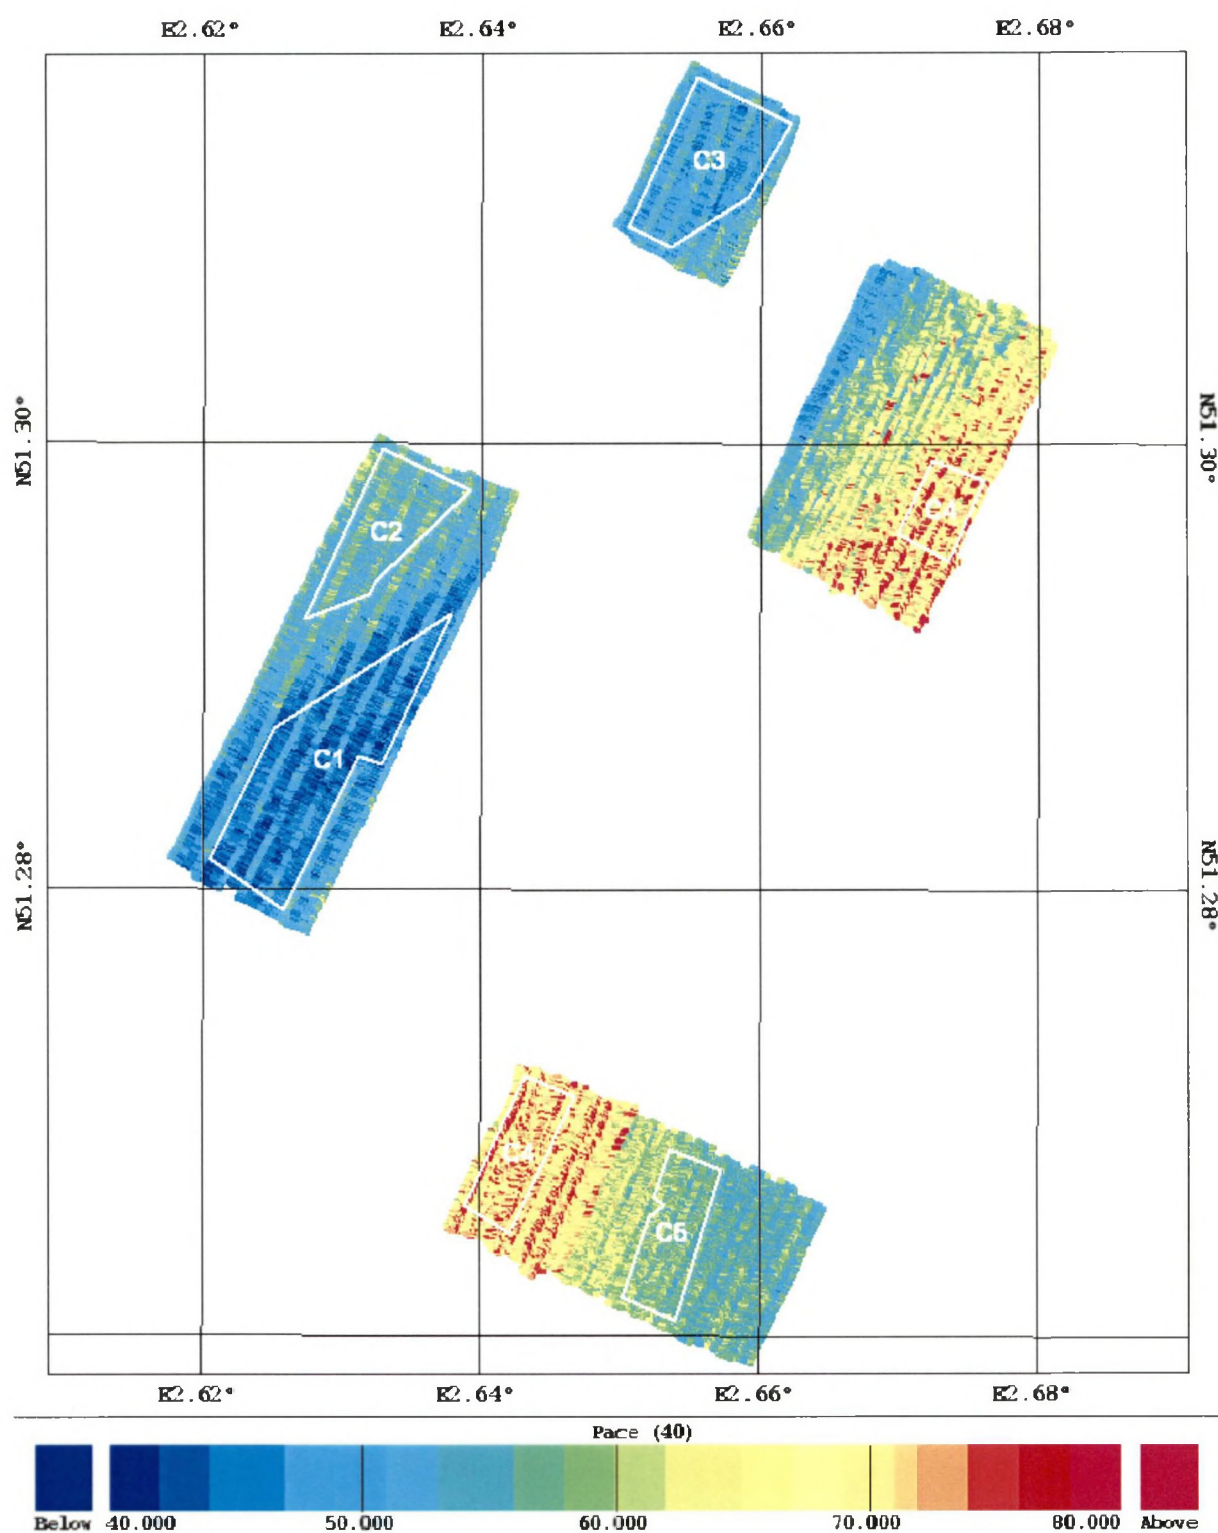 E2.62° E2.64° E2.66° E2.68°
C3
N51.30°
N51.30°
C2
C1
N51.28°
N51.28°
E2.62° E2.64° E2.66° E2.68°
Pace (40)
Below 40.000 50.000 60.000 70.000 80.000 Above